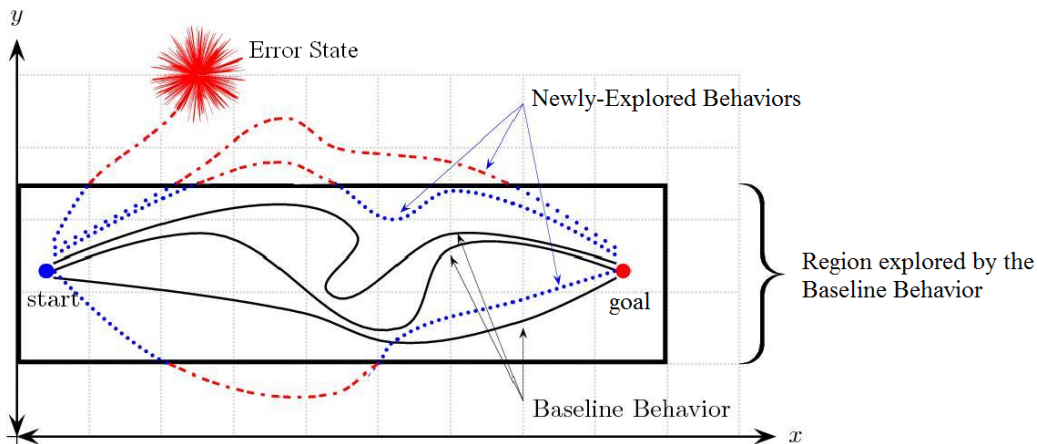 y
Error State
Newly-Explored Behaviors
Region explored by the
Baseline Behavior
start
goal
Baseline Behavior
x